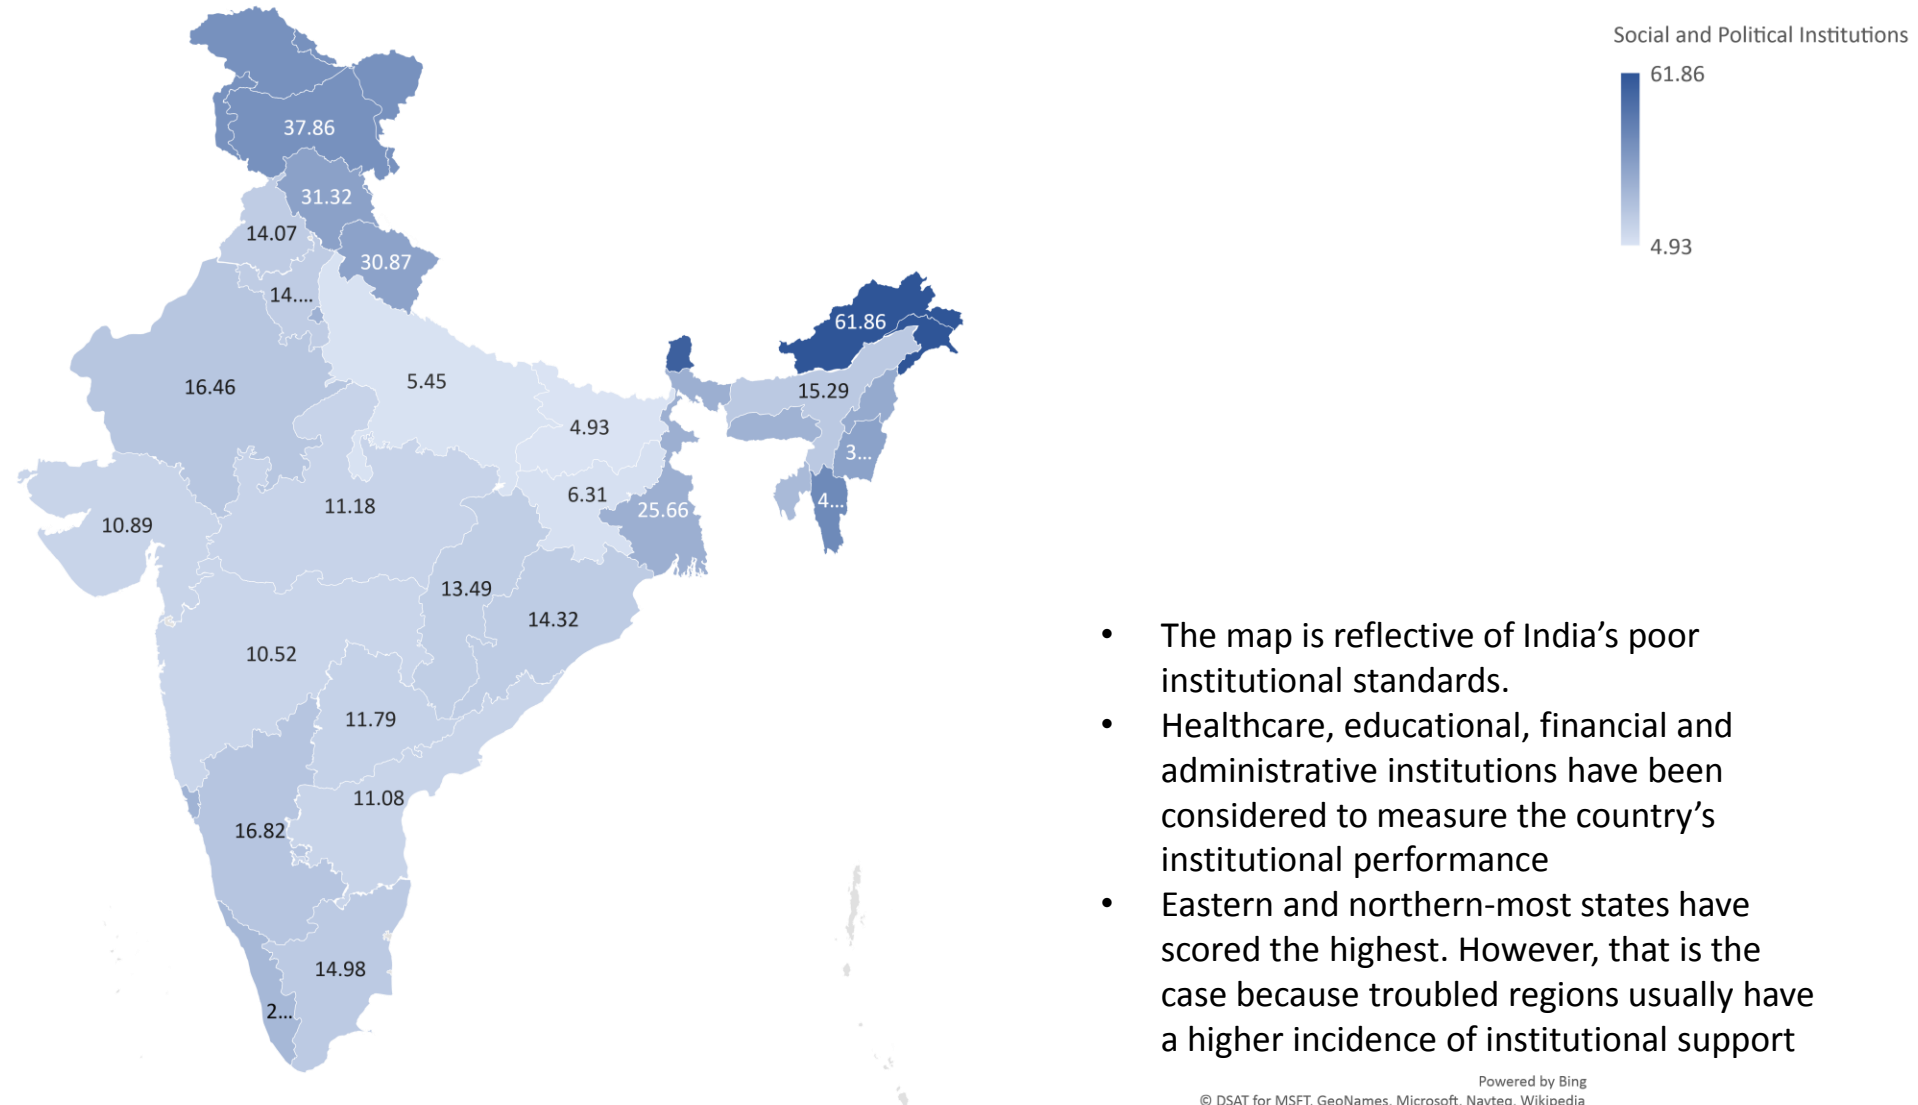 Social and Political Institutions
61.86
4.93
37.86
31.32
14.07
30.87
14....
61.86
16.46
5.45
15.29
4.93
3...
6.31
4...
11.18
25.66
10.89
13.49
14.32
10.52
11.79
11.08
16.82
14.98
2...
• The map is reflective of India’s poor
institutional standards.
• Healthcare, educational, financial and
administrative institutions have been
considered to measure the country’s
institutional performance
• Eastern and northern-most states have
scored the highest. However, that is the
case because troubled regions usually have
a higher incidence of institutional support
Powered by Bing
© DSAT for MSFT, GeoNames, Microsoft, Navteq, Wikipedia